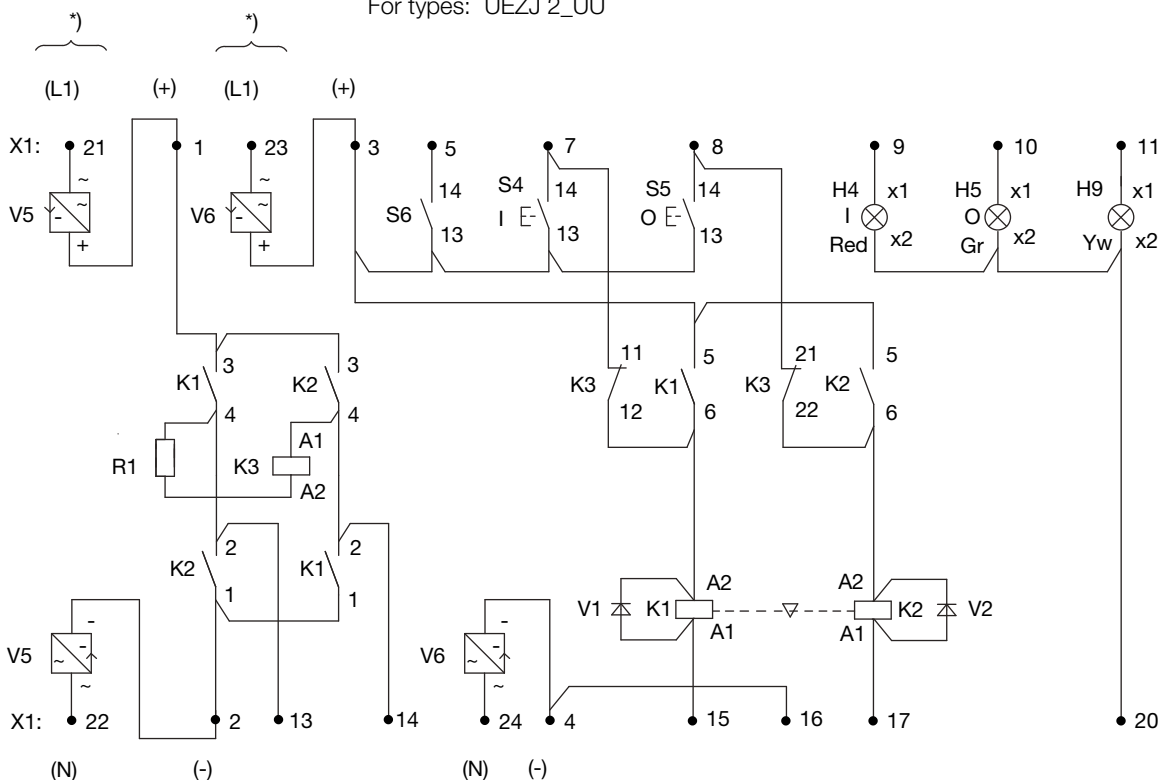 For types: UEZJ 2_UU
*) *)
(L1) (+) (L1) (+)
X1: 21 1 23 3 5 7 8 9 10 11
~ ~
V5 ~ - + V6 ~ - +
S6 14 13
S4 I 14 13
S5 O 14 13
H4 I Red x1 x2
H5 O Gr x1 x2
H9 Yw x1 x2
K1 3 4
K2 3 4
K3 11 12
K1 5 6
K3 21 22
K2 5 6
R1 K3 A1 A2
K2 2 1
K1 2 1
V1 K1 A2 A1
A2 A1 K2 V2
V5 - ~ - ~
V6 - ~ - ~
X1: 22 2 13 14 24 4 15 16 17 20
(N) (-) (N) (-)